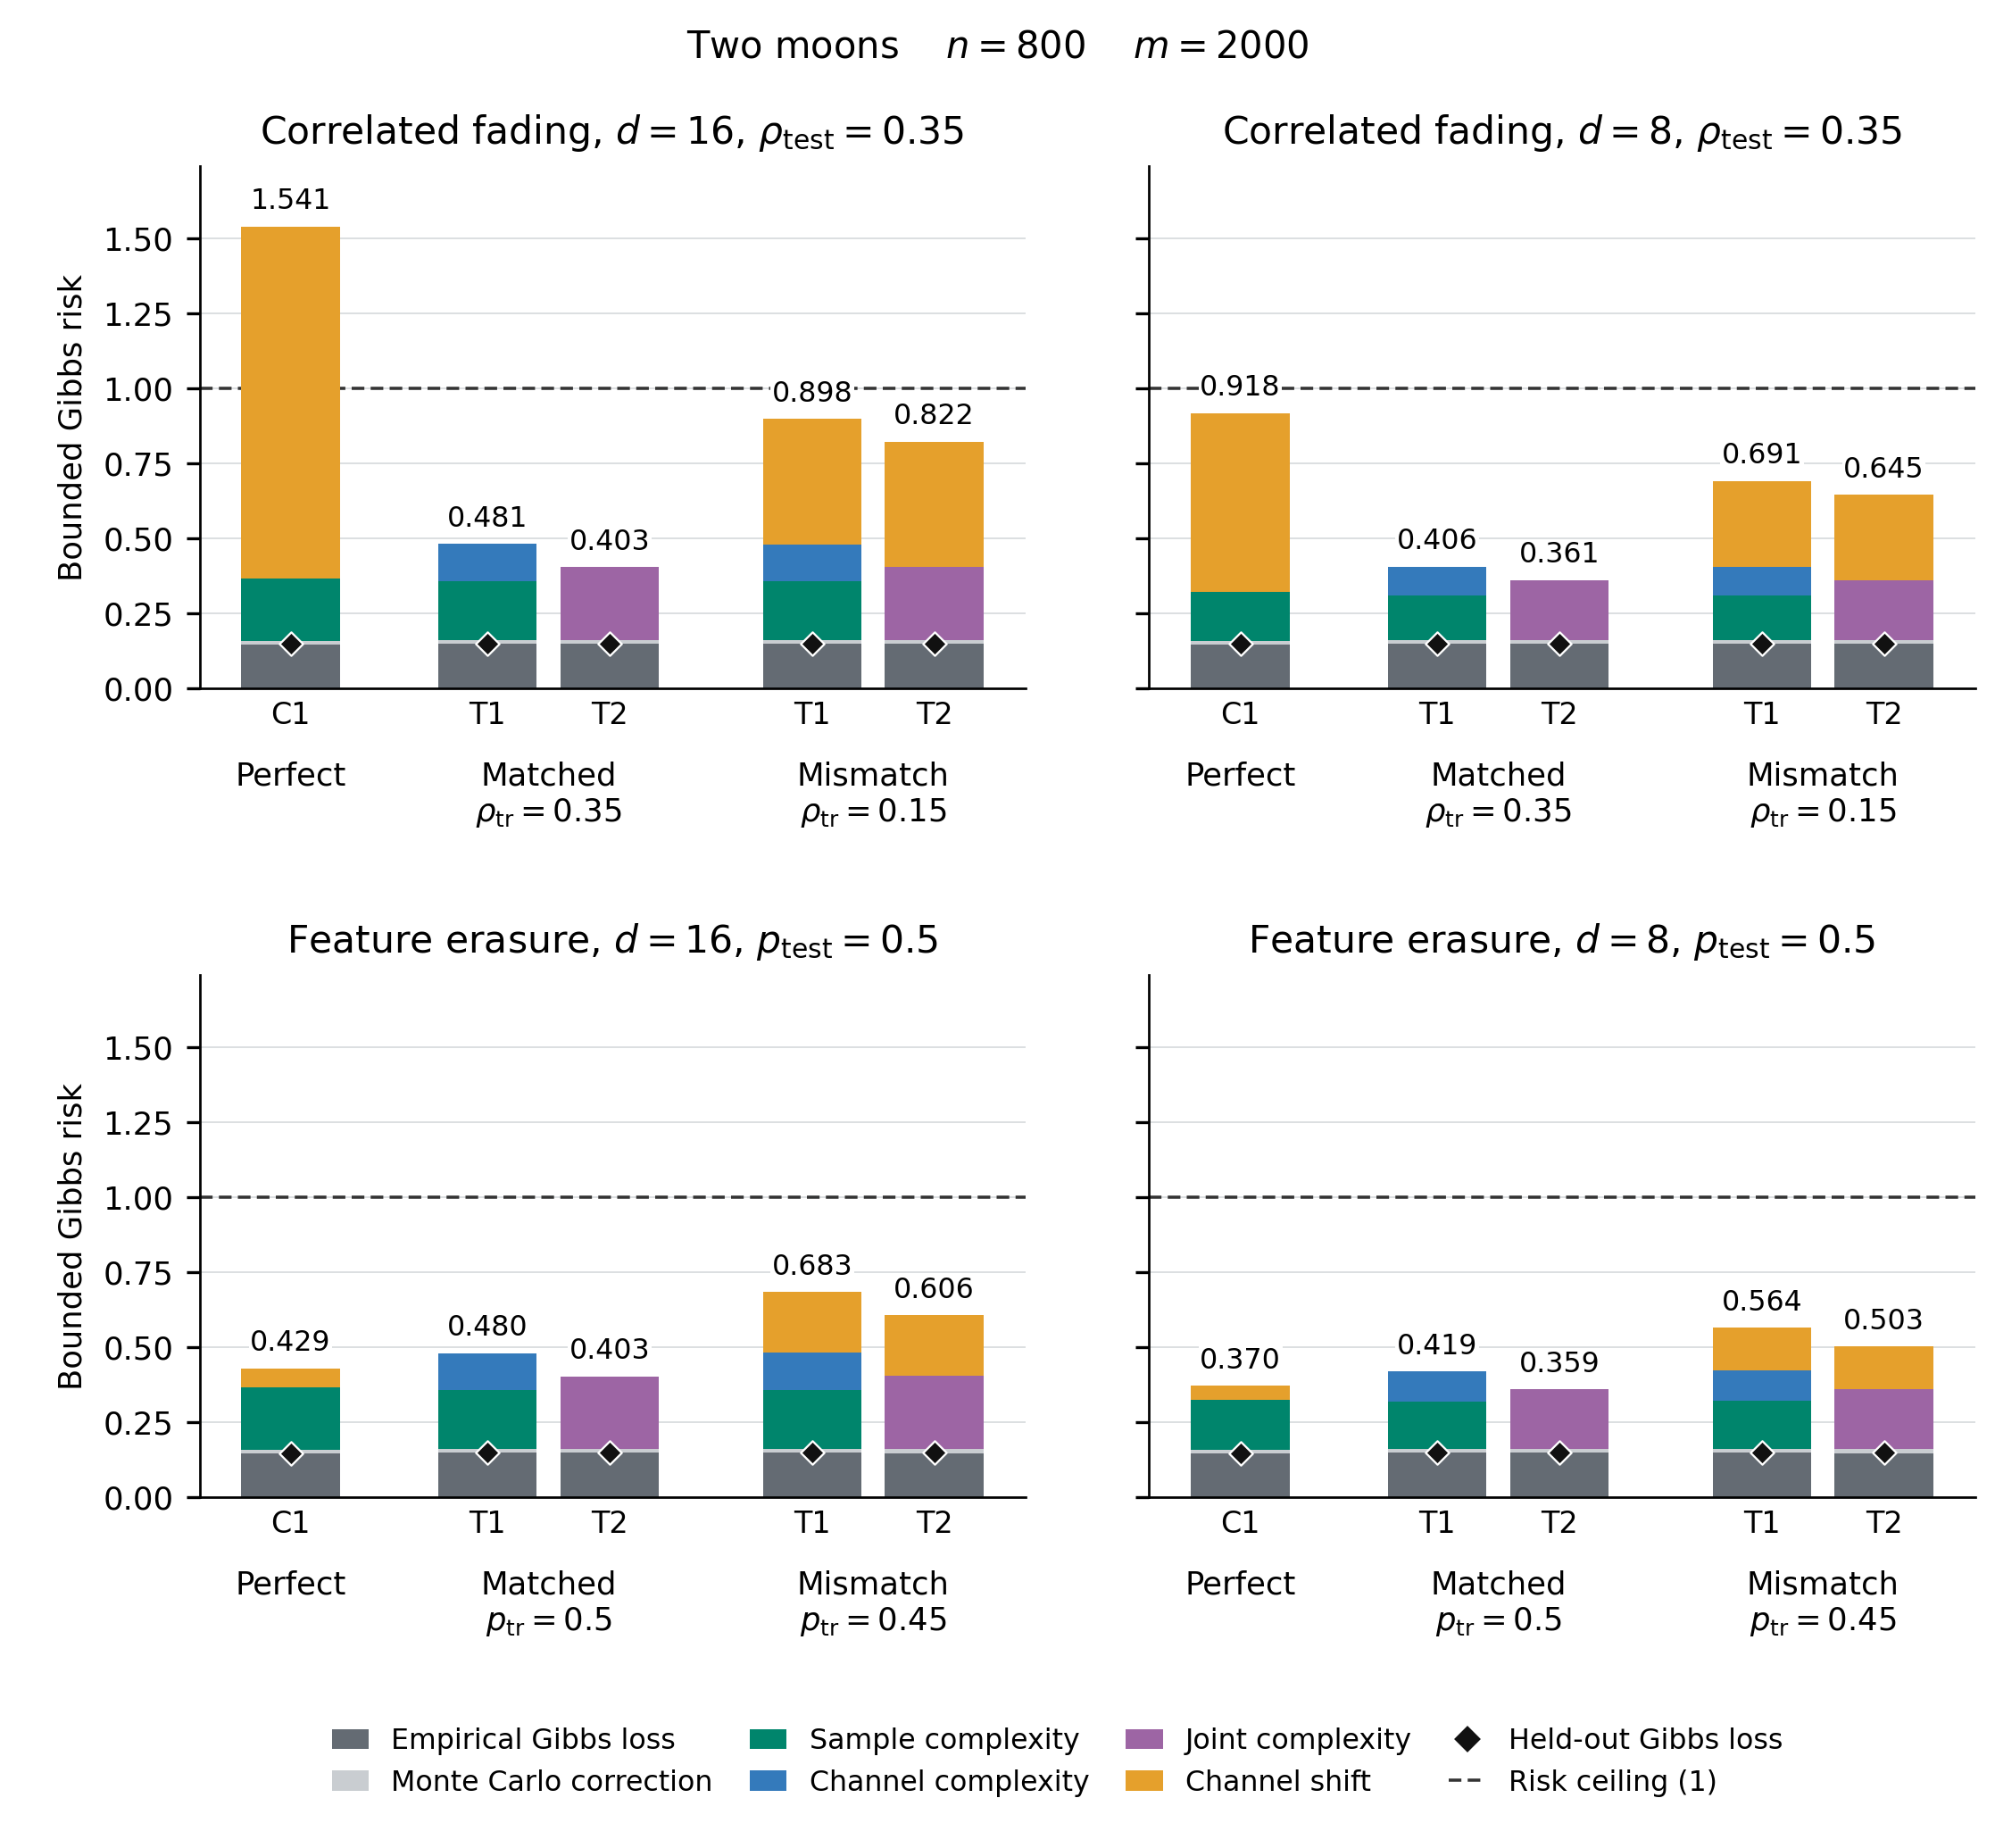 Two moons n = 800 m = 2000
Correlated fading, d = 16, ρtest = 0.35
Correlated fading, d = 8, ρtest = 0.35
Bounded Gibbs risk
1.50
1.25
1.00
0.75
0.50
0.25
0.00
1.541
0.481
0.403
0.898
0.822
C1
T1
T2
T1
T2
Perfect
Matched
Mismatch
ρtr = 0.35
ρtr = 0.15
0.918
0.406
0.361
0.691
0.645
C1
T1
T2
T1
T2
Perfect
Matched
Mismatch
ρtr = 0.35
ρtr = 0.15
Feature erasure, d = 16, ptest = 0.5
Feature erasure, d = 8, ptest = 0.5
Bounded Gibbs risk
1.50
1.25
1.00
0.75
0.50
0.25
0.00
0.429
0.480
0.403
0.683
0.606
C1
T1
T2
T1
T2
Perfect
Matched
Mismatch
ptr = 0.5
ptr = 0.45
0.370
0.419
0.359
0.564
0.503
C1
T1
T2
T1
T2
Perfect
Matched
Mismatch
ptr = 0.5
ptr = 0.45
Empirical Gibbs loss
Monte Carlo correction
Sample complexity
Channel complexity
Joint complexity
Channel shift
Held-out Gibbs loss
Risk ceiling (1)